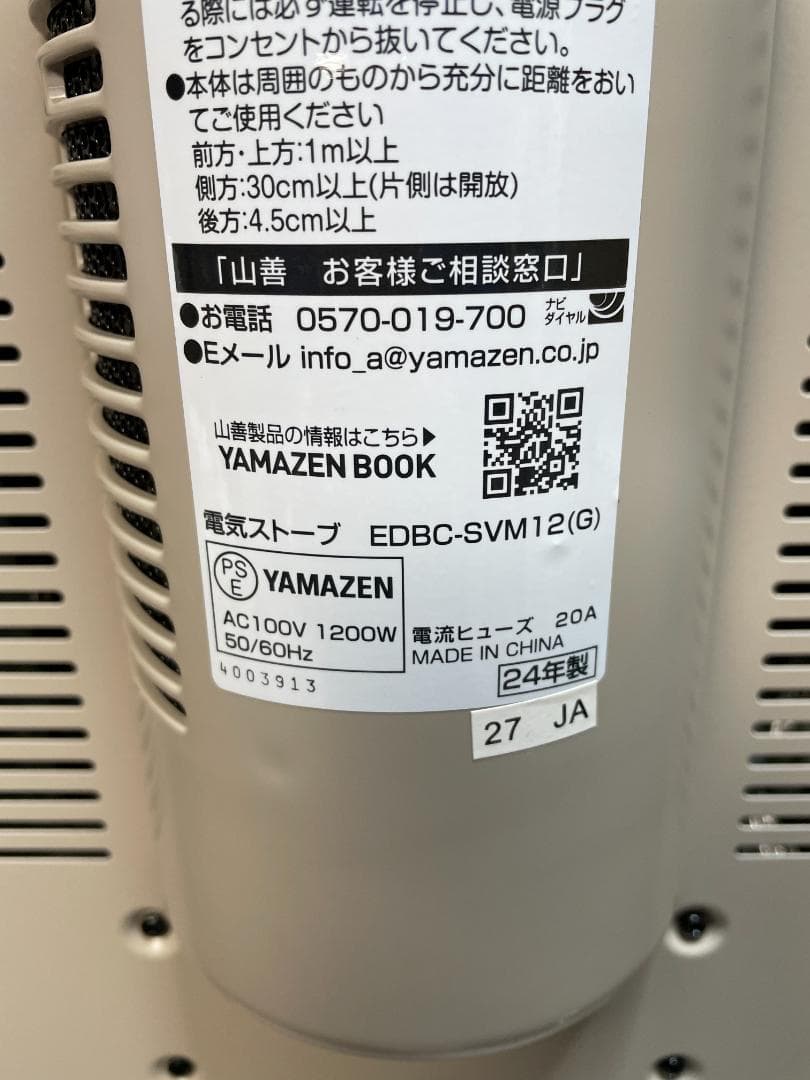 る際には必ず運転を停止し、電源プラグ
をコンセントから抜いてください。
●本体は周囲のものから充分に距離をおい
てご使用ください
前方・上方:1m以上
側方:30cm以上(片側は開放)
後方:4.5cm以上
「山善　お客様ご相談窓口」
●お電話 0570-019-700 ナビ
ダイヤル
●Eメール info_a@yamazen.co.jp
山善製品の情報はこちら▶
YAMAZEN BOOK
電気ストーブ EDBC-SVM12(G)
PS
E YAMAZEN
AC100V 1200W
50/60Hz
電流ヒューズ 20A
MADE IN CHINA
4003913
24年製
27 JA